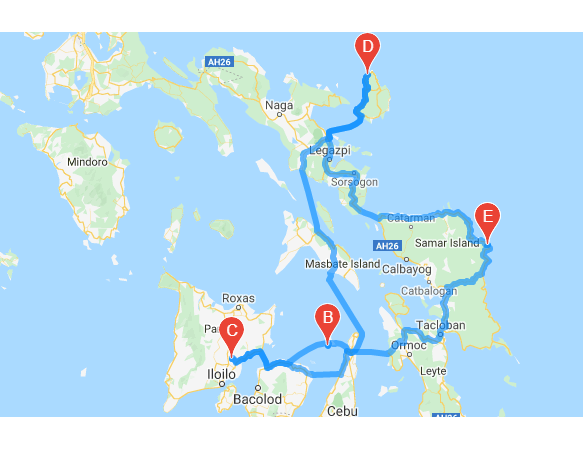 D
AH26
Naga
Mindoro
Legazpi
Sorsogon
E
Catarman
Samar Island
AH26
Masbate Island
Calbayog
Catbalogan
Roxas
B
Pa
C
Tacloban
Ormoc
Iloilo
Leyte
Bacolod
Cebu
AH26